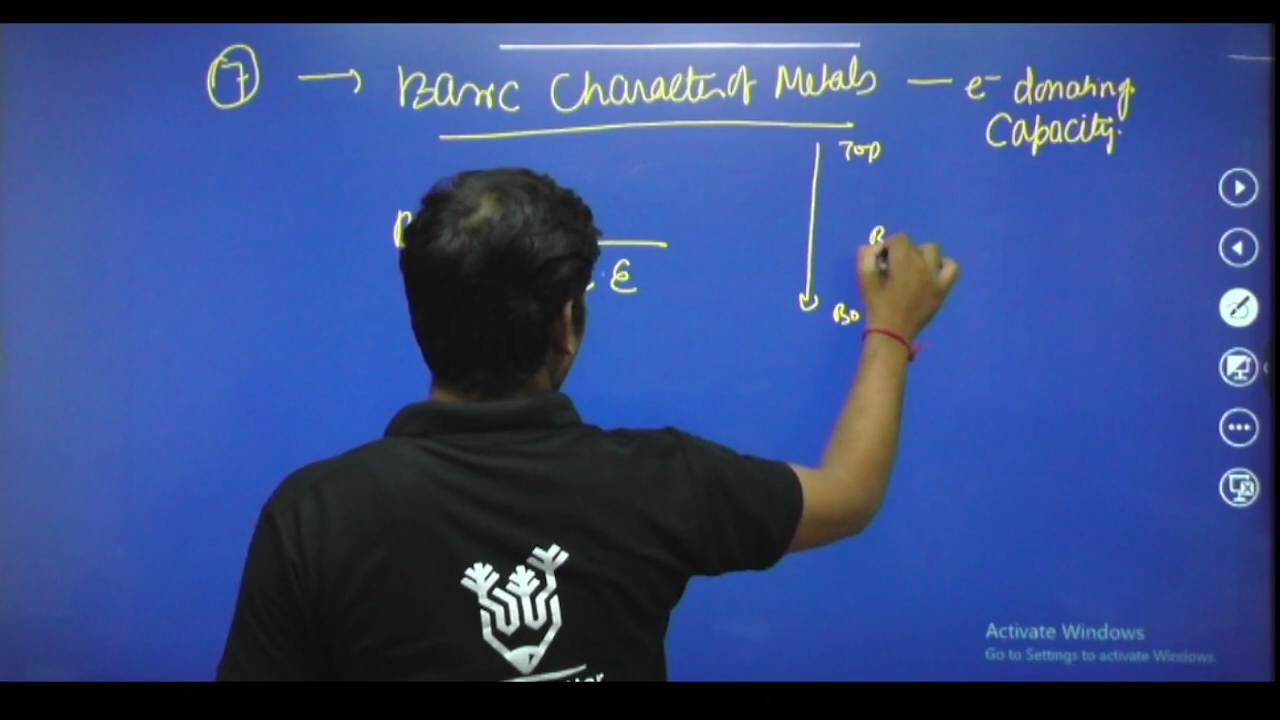 7 → Basic Character of Metals — e⁻ donating
Capacity.
Top
B
B
. E
Bo
Activate Windows
Go to Settings to activate Windows.